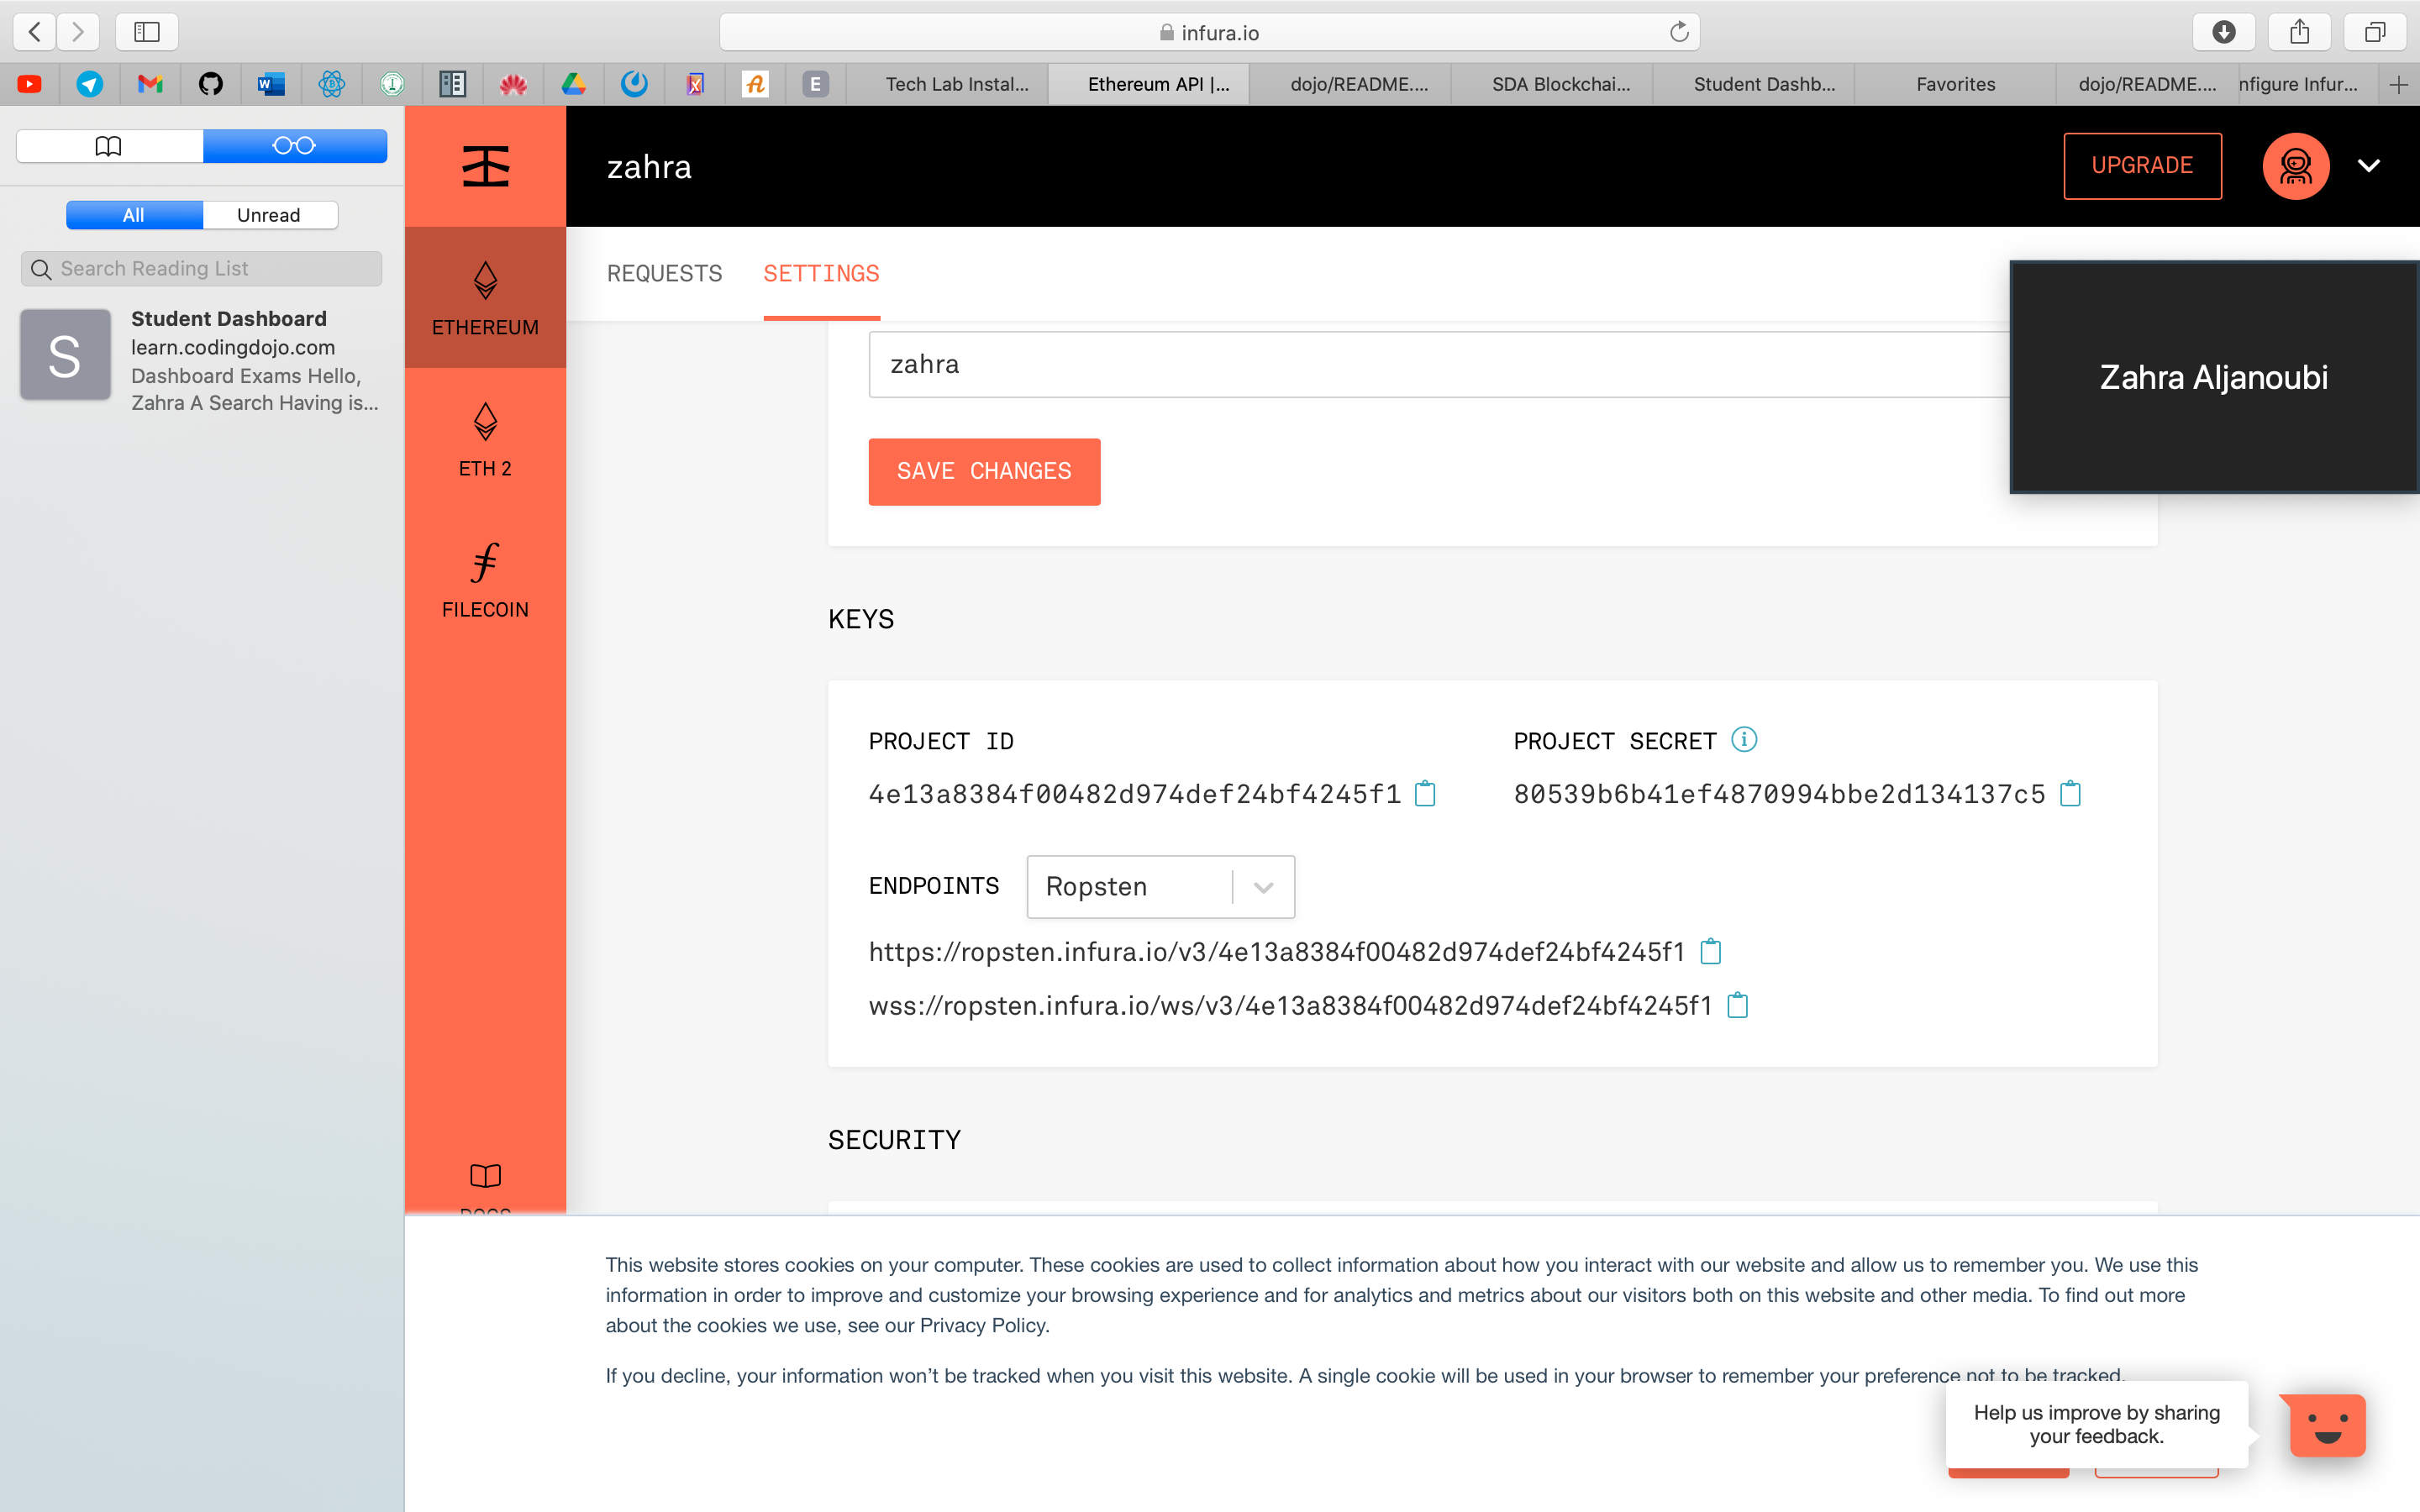 infura.io
Tech Lab Instal...
Ethereum API |...
dojo/README....
SDA Blockchai...
Student Dashb...
Favorites
dojo/README....
nfigure Infur...
E
All
Unread
Search Reading List
S
Student Dashboard
learn.codingdojo.com
Dashboard Exams Hello,
Zahra A Search Having is...
ETHEREUM
ETH 2
FILECOIN
DOCS
zahra
UPGRADE
REQUESTS
SETTINGS
zahra
Zahra Aljanoubi
SAVE CHANGES
KEYS
PROJECT ID
4e13a8384f00482d974def24bf4245f1
PROJECT SECRET
80539b6b41ef4870994bbe2d134137c5
ENDPOINTS
Ropsten
https://ropsten.infura.io/v3/4e13a8384f00482d974def24bf4245f1
wss://ropsten.infura.io/ws/v3/4e13a8384f00482d974def24bf4245f1
SECURITY
This website stores cookies on your computer. These cookies are used to collect information about how you interact with our website and allow us to remember you. We use this
information in order to improve and customize your browsing experience and for analytics and metrics about our visitors both on this website and other media. To find out more
about the cookies we use, see our Privacy Policy.
If you decline, your information won’t be tracked when you visit this website. A single cookie will be used in your browser to remember your preference not to be tracked.
Help us improve by sharing
your feedback.